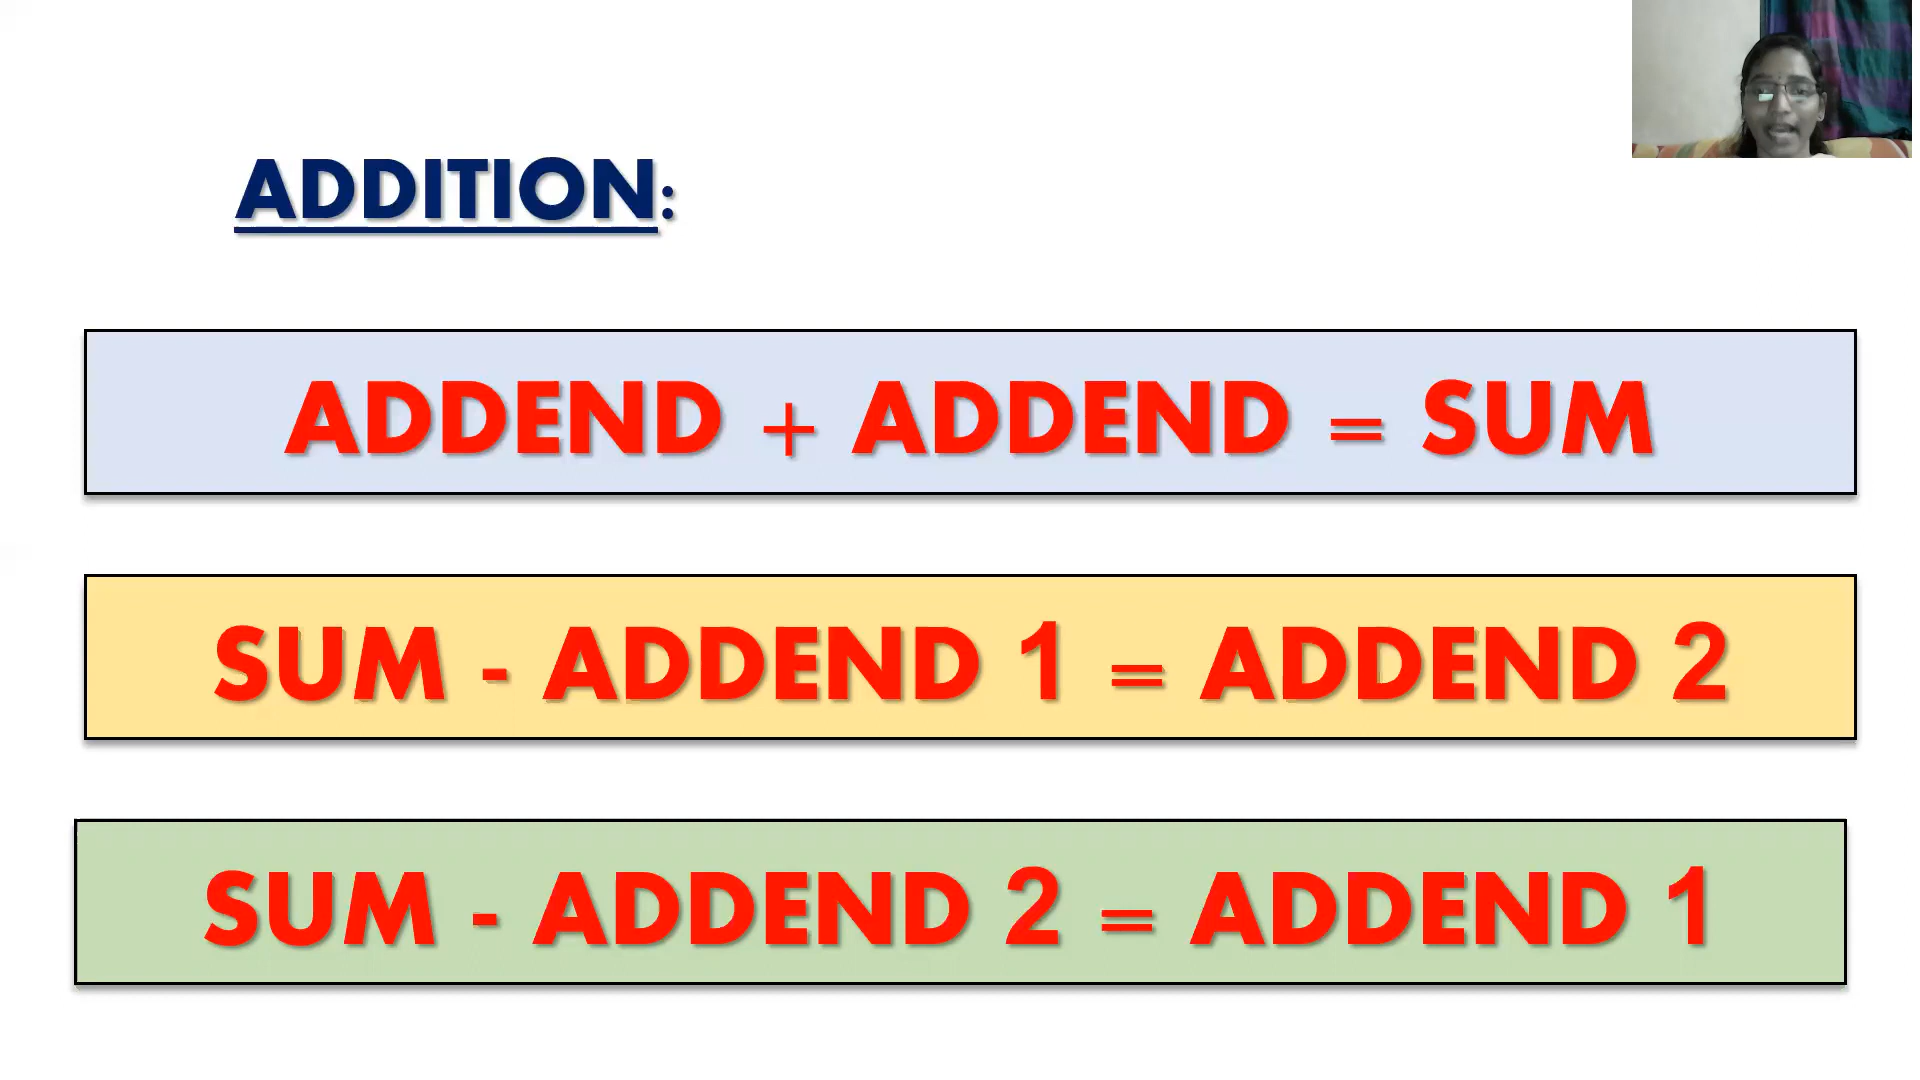 ADDITION:
ADDEND + ADDEND = SUM
SUM - ADDEND 1 = ADDEND 2
SUM - ADDEND 2 = ADDEND 1